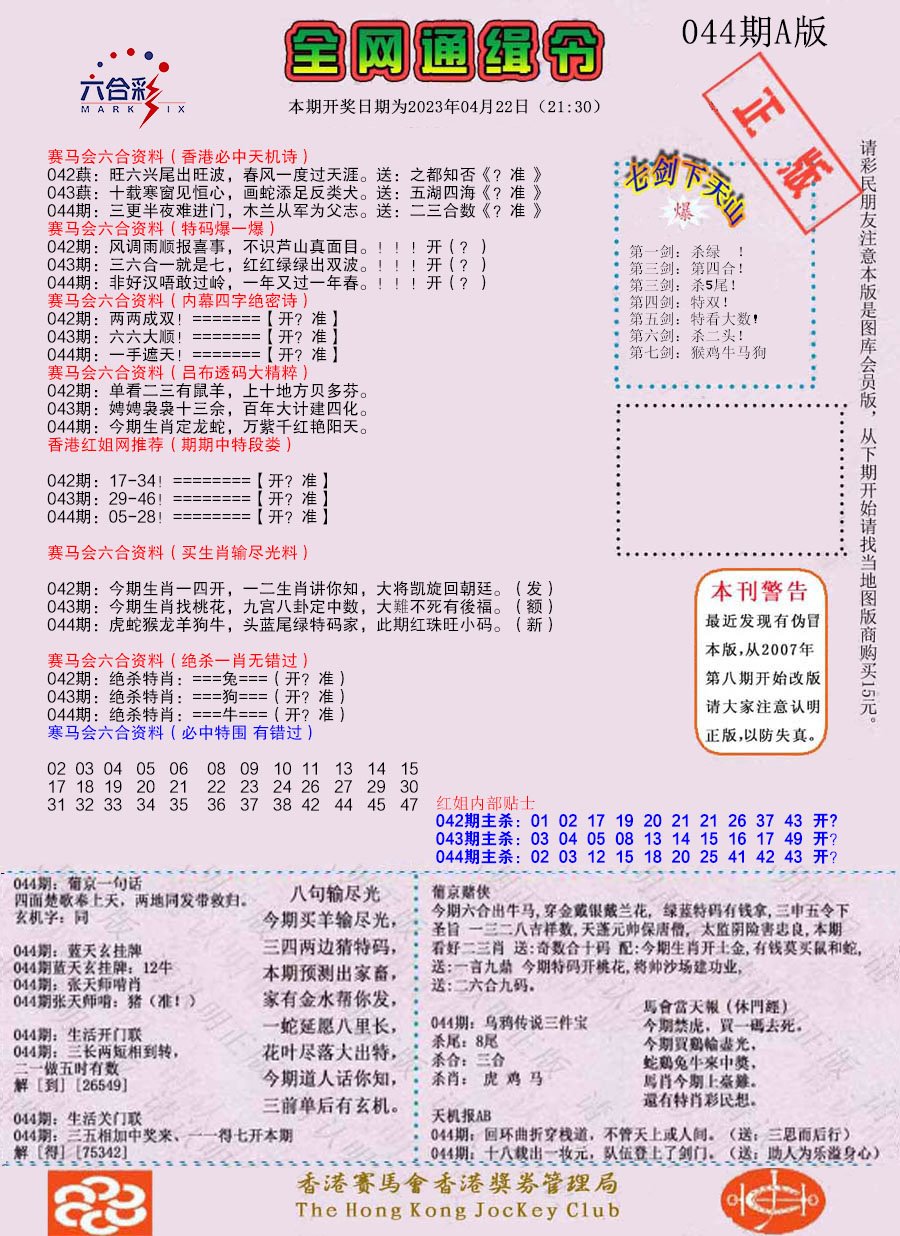 044期A版
全网通缉令
六合彩
MARK SIX
本期开奖日期为2023年04月22日（21:30）
正版
赛马会六合资料（香港必中天机诗）
042蘈：旺六兴尾出旺波，春风一度过天涯。送：之都知否《？准 》
043蘈：十载寒窗见恒心，画蛇添足反类犬。送：五湖四海《？准 》
044期：三更半夜难进门，木兰从军为父志。送：二三合数《？准 》
赛马会六合资料（特码爆一爆）
042期：风调雨顺报喜事，不识芦山真面目。！！！开（？）
043期：三六合一就是七，红红绿绿出双波。！！！开（？）
044期：非好汉唔敢过岭，一年又过一年春。！！！开（？）
赛马会六合资料（内幕四字绝密诗）
042期：两两成双！=======【开？准】
043期：六六大顺！=======【开？准】
044期：一手遮天！=======【开？准】
赛马会六合资料（吕布透码大精粹）
042期：单看二三有鼠羊，上十地方贝多芬。
043期：娉娉袅袅十三佘，百年大计建四化。
044期：今期生肖定龙蛇，万紫千红艳阳天。
香港红姐网推荐（期期中特段娄）
042期：17-34！========【开？准】
043期：29-46！========【开？准】
044期：05-28！========【开？准】
赛马会六合资料（买生肖输尽光料）
042期：今期生肖一四开，一二生肖讲你知，大将凯旋回朝廷。（发）
043期：今期生肖找桃花，九宫八卦定中数，大難不死有後福。（额）
044期：虎蛇猴龙羊狗牛，头蓝尾绿特码家，此期红珠旺小码。（新）
赛马会六合资料（绝杀一肖无错过）
042期：绝杀特肖：===兔===（开？准）
043期：绝杀特肖：===狗===（开？准）
044期：绝杀特肖：===牛===（开？准）
寒马会六合资料（必中特围 有错过）
02 03 04 05 06 08 09 10 11 13 14 15
17 18 19 20 21 22 23 24 26 27 29 30
31 32 33 34 35 36 37 38 42 44 45 47
七剑下天山
爆
第一剑：杀绿 ！
第三剑：第四合！
第三剑：杀5尾！
第四剑：特双！
第五剑：特看大数！
第六剑：杀二头！
第七剑：猴鸡牛马狗
请彩民朋友注意本版是图库会员版，从下期开始请找当地图版商购买15元。
本刊警告
最近发现有伪冒
本版,从2007年
第八期开始改版
请大家注意认明
正版,以防失真。
红姐内部贴士
042期主杀：01 02 17 19 20 21 21 26 37 43 开?
043期主杀：03 04 05 08 13 14 15 16 17 49 开?
044期主杀：02 03 12 15 18 20 25 41 42 43 开?
044期：葡京一句话
四面楚歌奉上天，两地同发带救归。
玄机字：同
044期：蓝天玄挂牌
044期蓝天玄挂牌：12牛
044期：张天师啃肖
044期张天师啃：猪（准！）
044期：生活开门联
044期：三长两短相到转，
二一做五时有数
解［到］［26549］
044期：生活关门联
044期：三五相加中奖来、一一得七开本期
解［得］［75342］
八句输尽光
今期买羊输尽光，
三四两边猜特码，
本期预测出家畜，
家有金水帮你发，
一蛇延愿八里长，
花叶尽落大出特，
今期道人话你知，
三前单后有玄机。
葡京赌侠
今期六合出牛马,穿金戴银戴兰花, 绿蓝特码有钱拿,三申五令下
圣旨 一三二八吉祥数,天蓬元帅保唐僧, 太监阴险害忠良,本期
看好二三肖 送:奇数合十码 配:今期生肖开上金,有钱莫买鼠和蛇,
送:一言九鼎 今期特码开桃花,将帅沙场建功业,
送:二六合九码。
044期：乌鸦传说三件宝
杀尾：8尾
杀合：三合
杀肖： 虎 鸡 马
馬會當天報（休門經）
今期禁虎，買一碼去死。
今期買鷄輸盡光，
蛇鷄兔牛來中獎，
馬肖今期上臺難。
還有特肖彩民想。
天机报AB
044期：回环曲折穿栈道，不管天上或人间。（送：三思而后行）
044期：十八载出一妆元，队伍登上了剑门。（送：助人为乐溢身心）
香港賽馬會香港獎券管理局
The Hong Kong JocKey Club